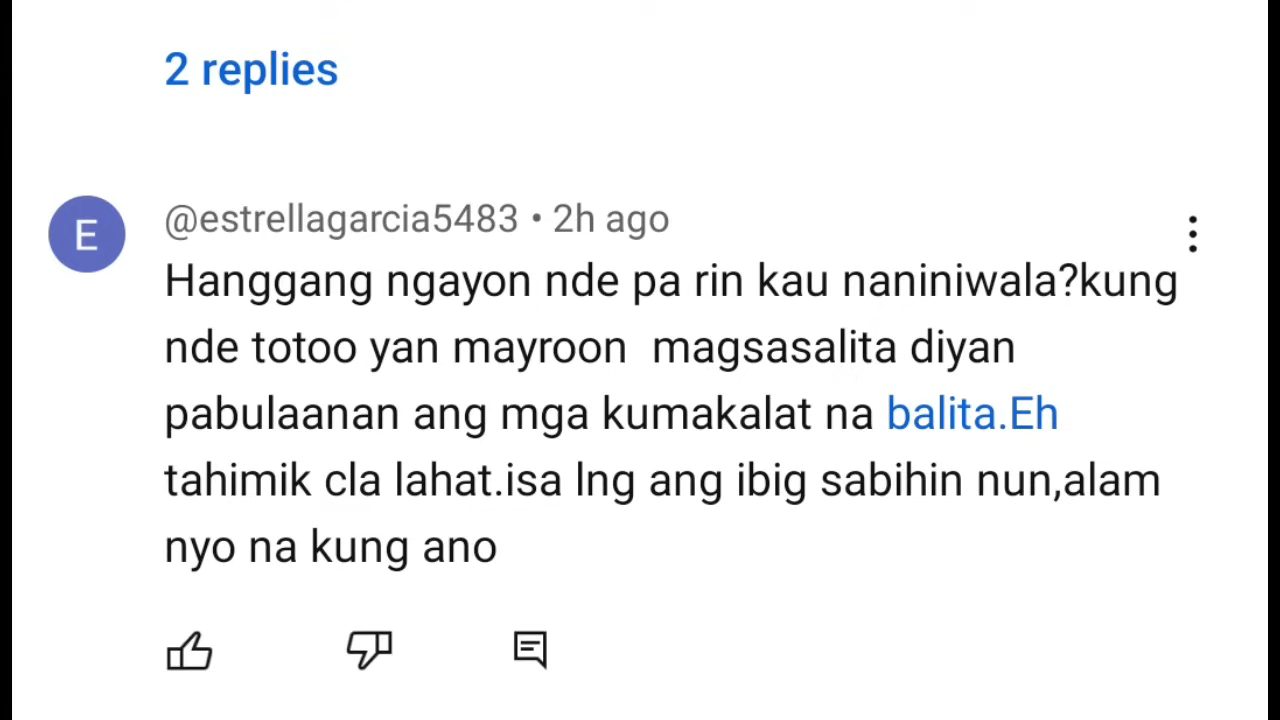 2 replies
E
@estrellagarcia5483 • 2h ago
Hanggang ngayon nde pa rin kau naniniwala?kung
nde totoo yan mayroon  magsasalita diyan
pabulaanan ang mga kumakalat na balita.Eh
tahimik cla lahat.isa lng ang ibig sabihin nun,alam
nyo na kung ano